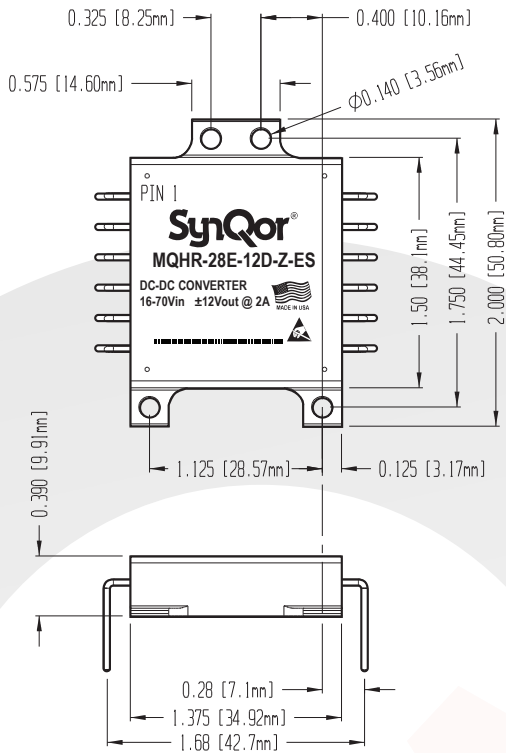 0.325 [8.25mm]
0.400 [10.16mm]
0.575 [14.60mm]
Ø0.140 [3.56mm]
PIN 1
SynQor®
MQHR-28E-12D-Z-ES
DC-DC CONVERTER
16-70Vin ±12Vout @ 2A
MADE IN USA
1.50 [38.1mm]
1.750 [44.45mm]
2.000 [50.80mm]
1.125 [28.57mm]
0.125 [3.17mm]
0.390 [9.91mm]
0.28 [7.1mm]
1.375 [34.92mm]
1.68 [42.7mm]